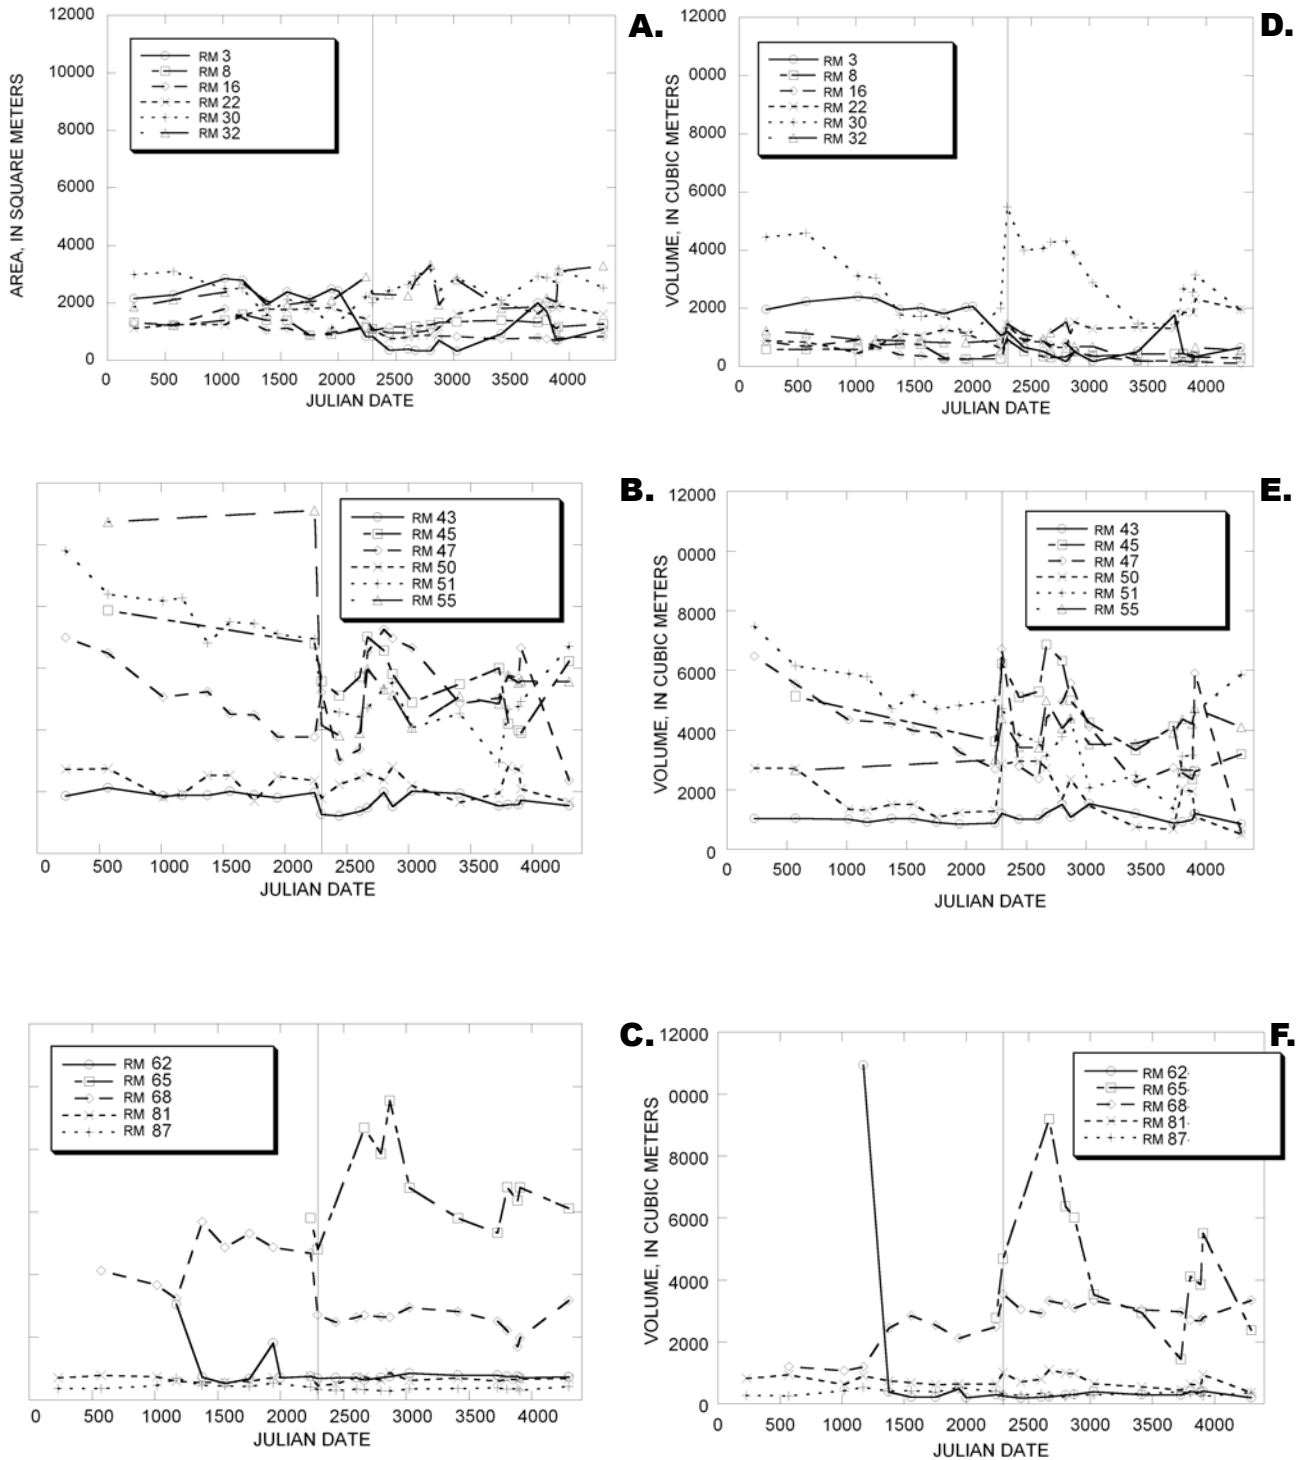 A.
12000
10000
8000
6000
4000
2000
0
AREA, IN SQUARE METERS
RM 3
RM 8
RM 16
RM 22
RM 30
RM 32
0 500 1000 1500 2000 2500 3000 3500 4000
JULIAN DATE
D.
12000
0000
8000
6000
4000
2000
0
VOLUME, IN CUBIC METERS
RM 3
RM 8
RM 16
RM 22
RM 30
RM 32
0 500 1000 1500 2000 2500 3000 3500 4000
JULIAN DATE
B.
RM 43
RM 45
RM 47
RM 50
RM 51
RM 55
0 500 1000 1500 2000 2500 3000 3500 4000
JULIAN DATE
E.
12000
0000
8000
6000
4000
2000
0
VOLUME, IN CUBIC METERS
RM 43
RM 45
RM 47
RM 50
RM 51
RM 55
0 500 1000 1500 2000 2500 3000 3500 4000
JULIAN DATE
C.
RM 62
RM 65
RM 68
RM 81
RM 87
0 500 1000 1500 2000 2500 3000 3500 4000
JULIAN DATE
F.
12000
0000
8000
6000
4000
2000
0
VOLUME, IN CUBIC METERS
RM 62
RM 65
RM 68
RM 81
RM 87
0 500 1000 1500 2000 2500 3000 3500 4000
JULIAN DATE